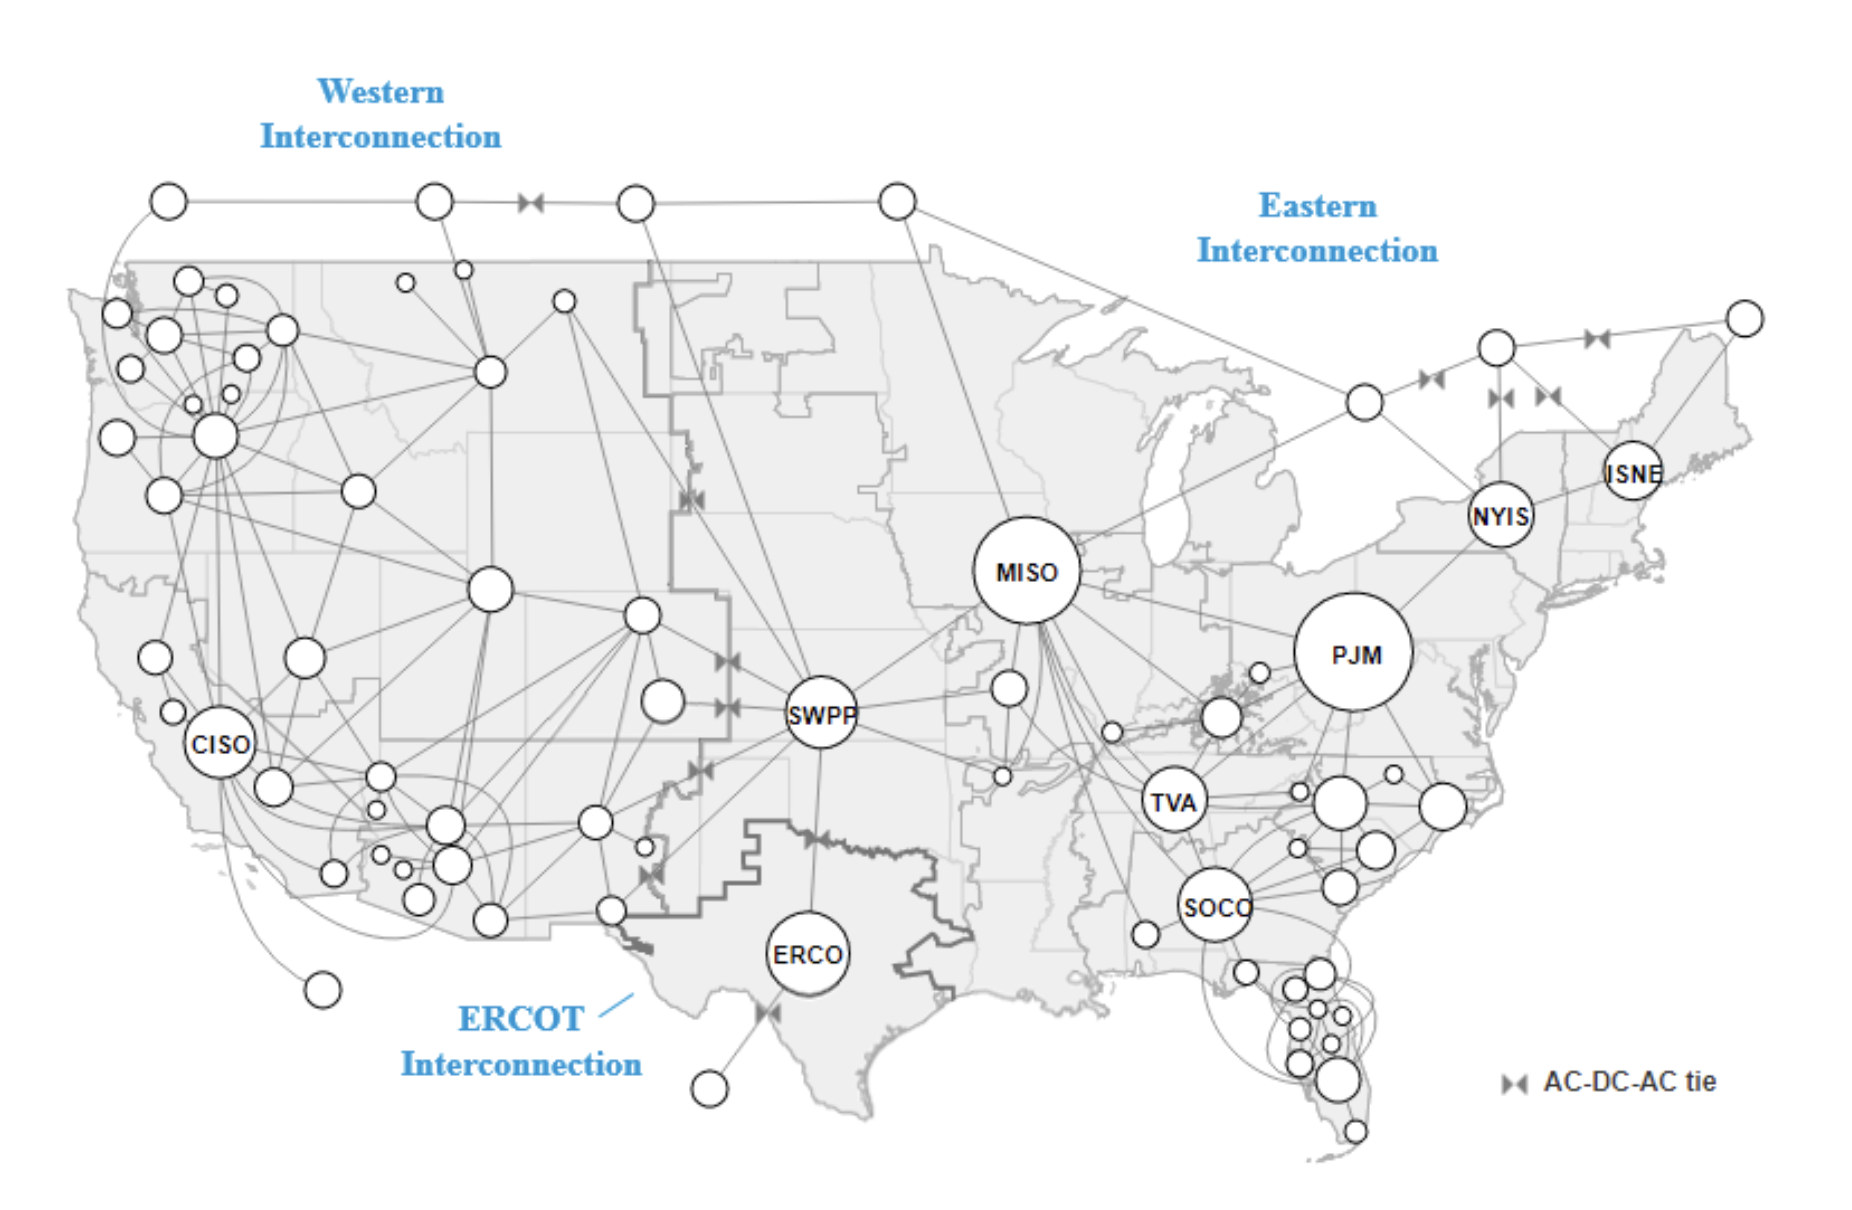 Western
Interconnection
Eastern
Interconnection
ISNE
NYIS
MISO
PJM
SWPP
CISO
TVA
SOCO
ERCO
ERCOT
Interconnection
AC-DC-AC tie